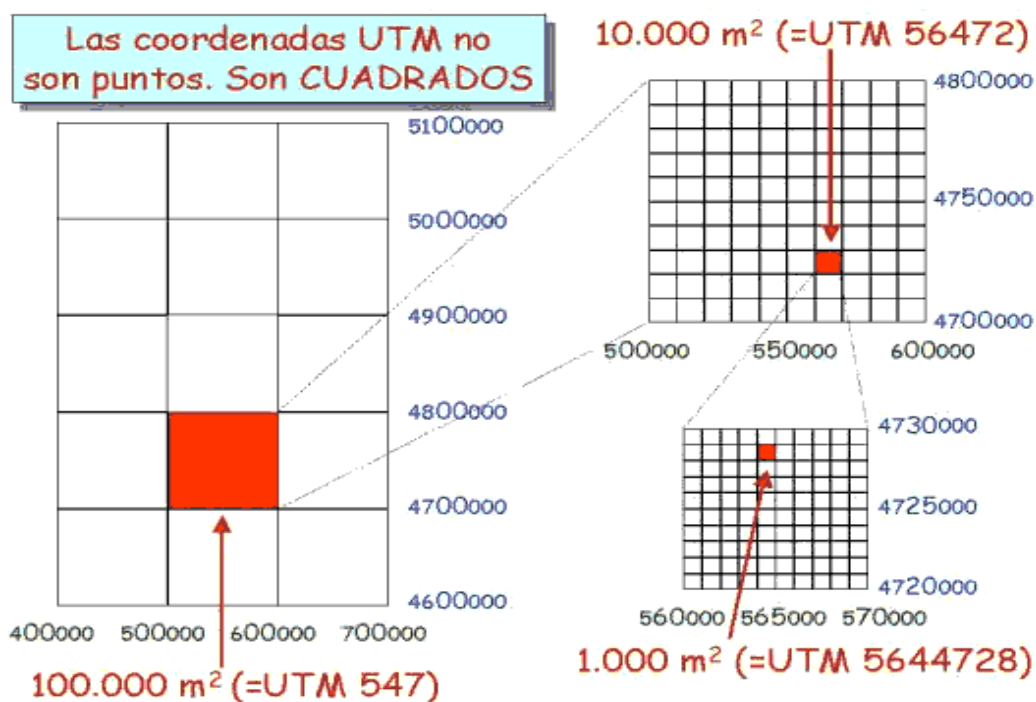 Las coordenadas UTM no
son puntos. Son CUADRADOS
5100000
5000000
4900000
4800000
4700000
4600000
400000 500000 600000 700000
100.000 m² (=UTM 547)
10.000 m² (=UTM 56472)
4800000
4750000
4700000
500000 550000 600000
4730000
4725000
4720000
560000 565000 570000
1.000 m² (=UTM 5644728)